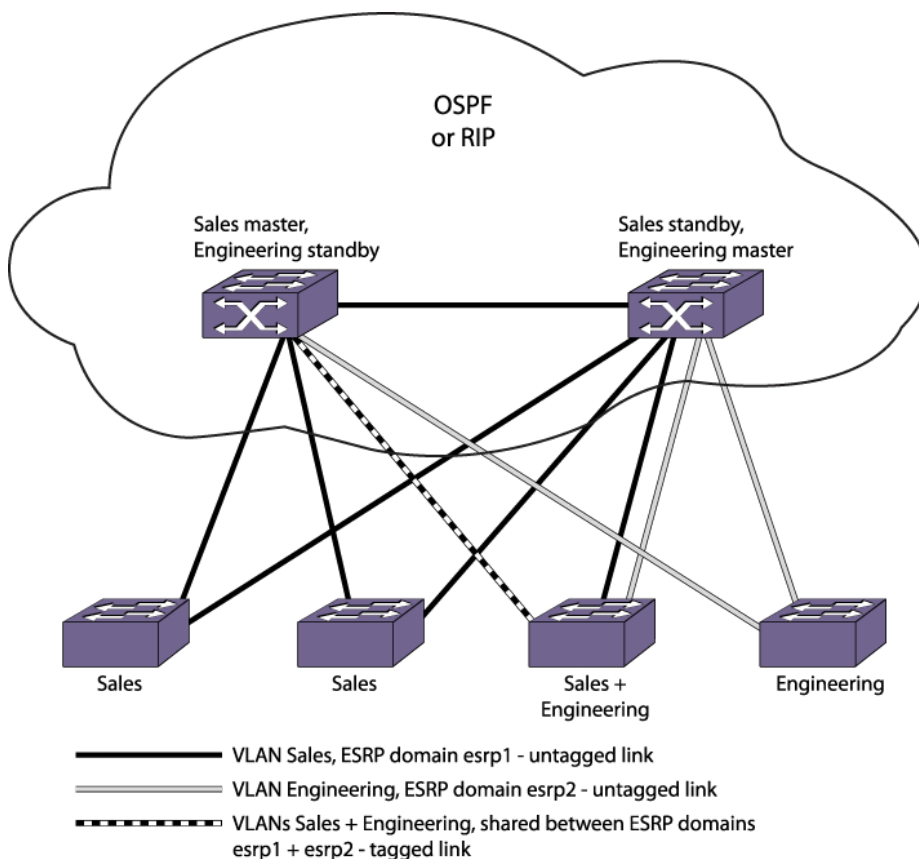 OSPF
or RIP
Sales master,
Engineering standby
Sales standby,
Engineering master
Sales
Sales
Sales +
Engineering
Engineering
VLAN Sales, ESRP domain esrp1 - untagged link
VLAN Engineering, ESRP domain esrp2 - untagged link
VLANs Sales + Engineering, shared between ESRP domains
esrp1 + esrp2 - tagged link